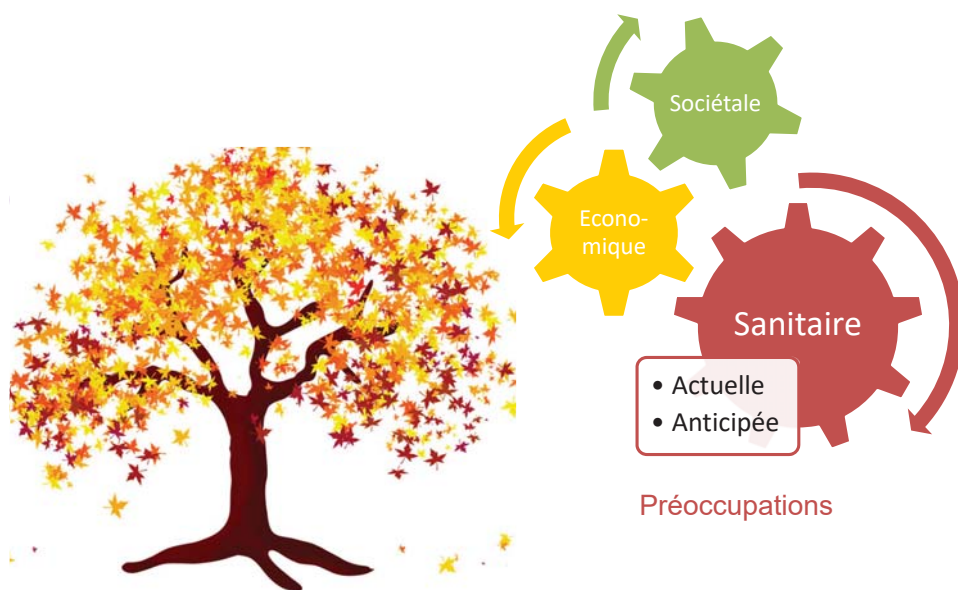 Sociétale
Econo-
mique
Sanitaire
• Actuelle
• Anticipée
Préoccupations